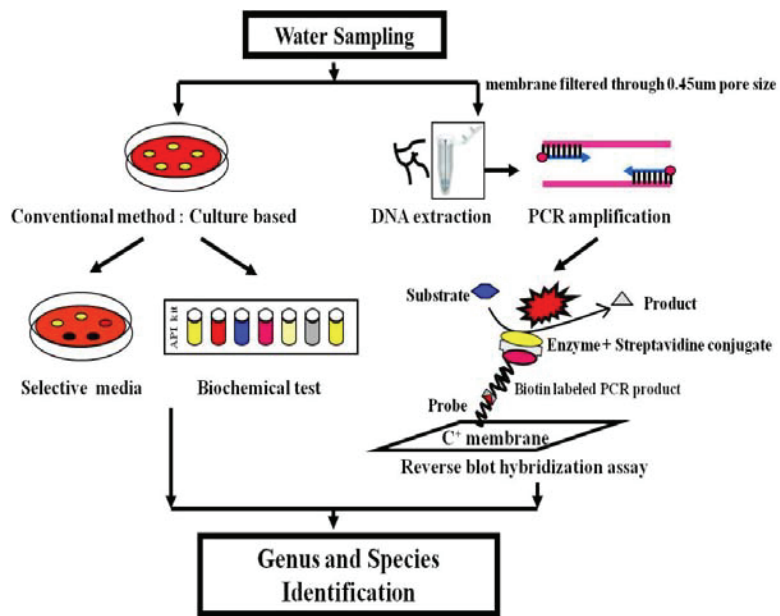 Water Sampling
membrane filtered through 0.45um pore size
Conventional method : Culture based
DNA extraction
PCR amplification
Substrate
Product
API kit
Enzyme + Streptavidine conjugate
Selective media
Biochemical test
Biotin labeled PCR product
Probe
C⁺ membrane
Reverse blot hybridization assay
Genus and Species
Identification